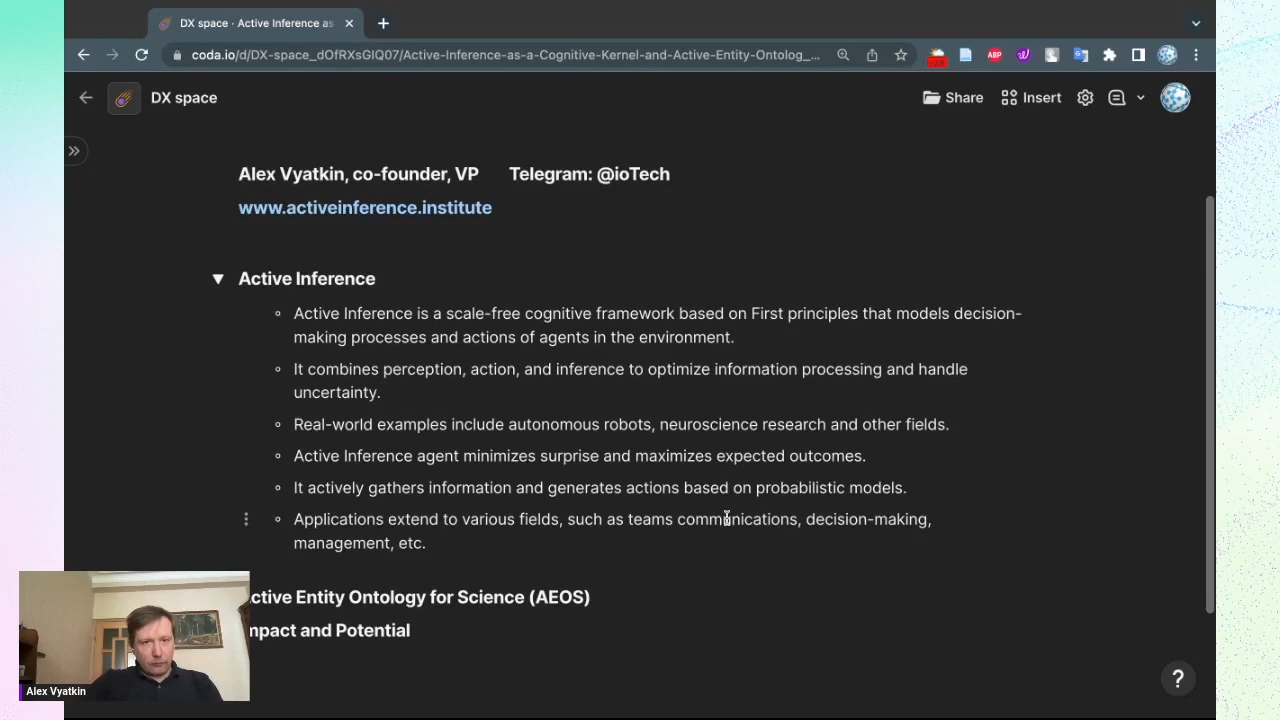 DX space · Active Inference as
coda.io/d/DX-space_dOfRXsGIQ07/Active-Inference-as-a-Cognitive-Kernel-and-Active-Entity-Ontolog_...
ABP
DX space
Share
Insert
Alex Vyatkin, co-founder, VP Telegram: @ioTech
www.activeinference.institute
Active Inference
Active Inference is a scale-free cognitive framework based on First principles that models decision-
making processes and actions of agents in the environment.
It combines perception, action, and inference to optimize information processing and handle
uncertainty.
Real-world examples include autonomous robots, neuroscience research and other fields.
Active Inference agent minimizes surprise and maximizes expected outcomes.
It actively gathers information and generates actions based on probabilistic models.
Applications extend to various fields, such as teams communications, decision-making,
management, etc.
ctive Entity Ontology for Science (AEOS)
mpact and Potential
Alex Vyatkin
?